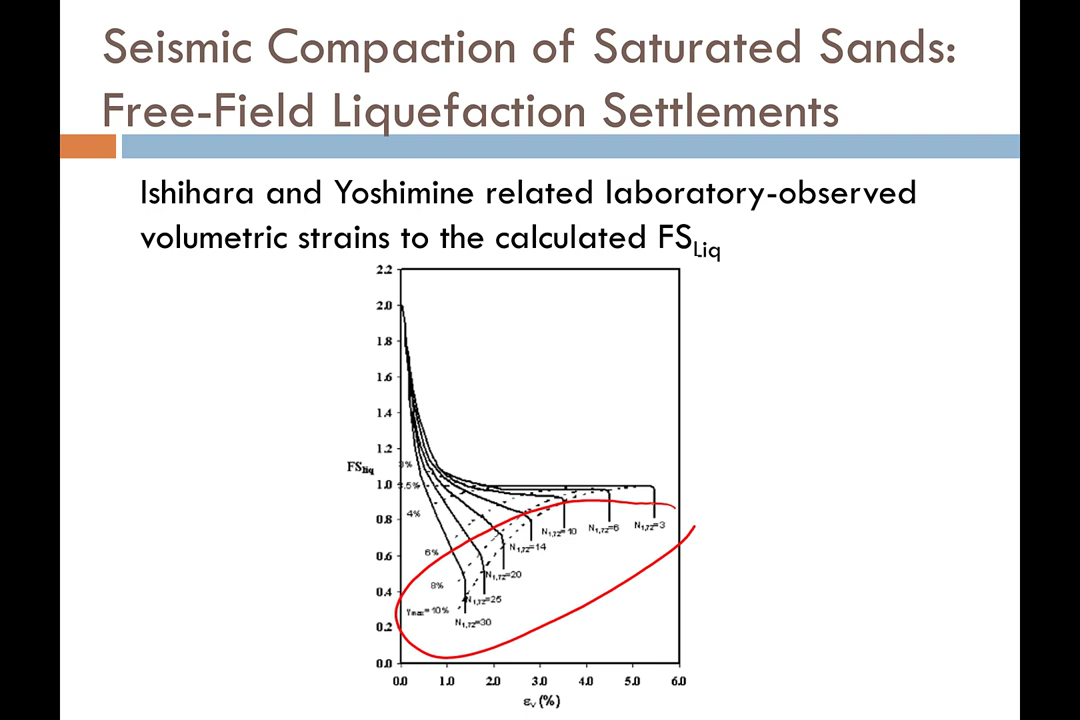 Seismic Compaction of Saturated Sands:
Free-Field Liquefaction Settlements
Ishihara and Yoshimine related laboratory-observed
volumetric strains to the calculated FSLiq
2.2
2.0
1.8
1.6
1.4
1.2
FSliq
3%
1.0
3.5%
4%
0.8
N1,72=10
N1,72=6
N1,72=3
N1,72=14
6%
0.6
N1,72=20
8%
0.4
N1,72=25
γmax=10%
N1,72=30
0.2
0.0
0.0 1.0 2.0 3.0 4.0 5.0 6.0
εv (%)